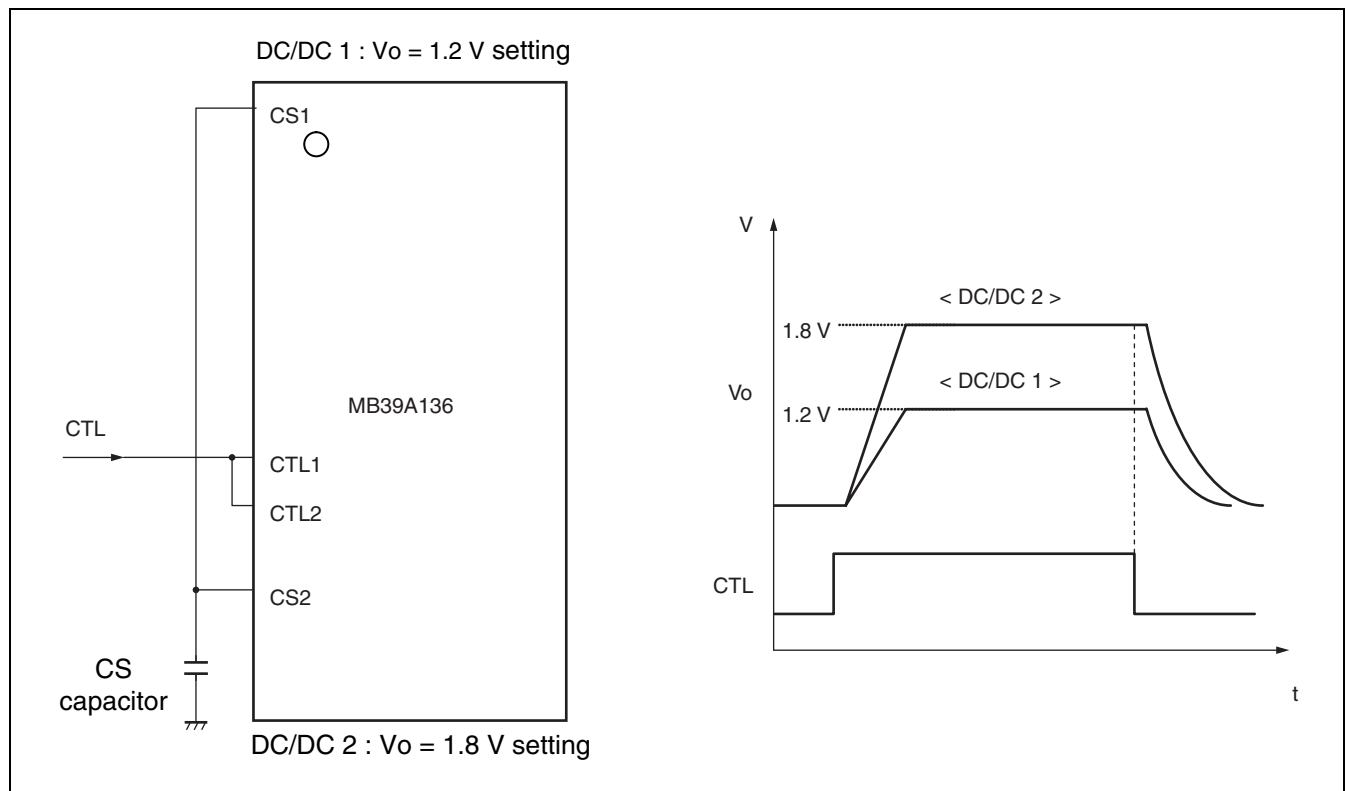 DC/DC 1 : Vo = 1.2 V setting
CS1
MB39A136
CTL
CTL1
CTL2
CS2
CS
capacitor
DC/DC 2 : Vo = 1.8 V setting
V
< DC/DC 2 >
1.8 V
< DC/DC 1 >
Vo
1.2 V
CTL
t